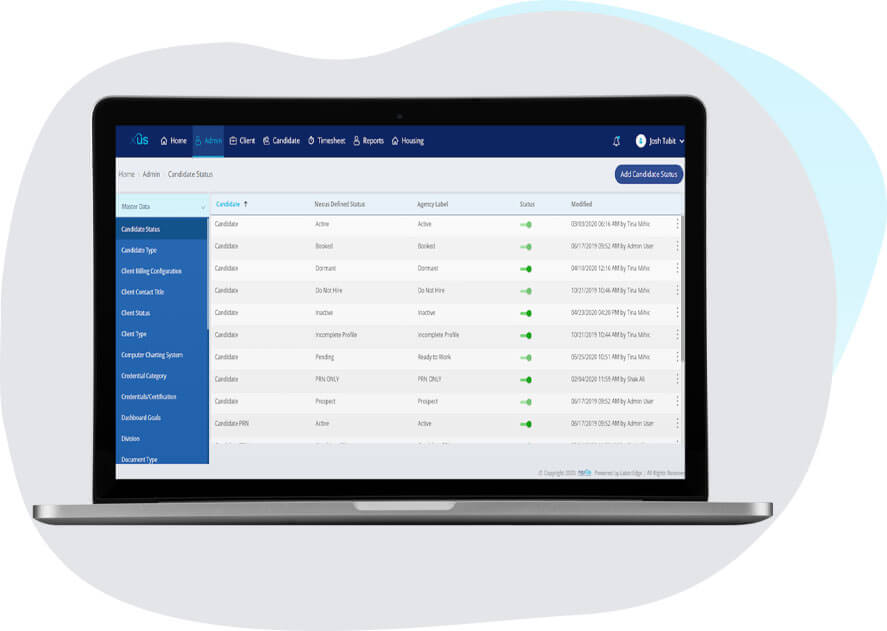 xūs Home Admin Client Candidate Timesheet Reports Housing Josh Tabit
Home Admin Candidate Status Add Candidate Status
Master Data
Candidate Nexus Defined Status Agency Label Status Modified
Candidate Status
Candidate Type
Client Billing Configuration
Client Contact Title
Client Status
Client Type
Computer Charting System
Credential Category
Credentials/Certification
Dashboard Goals
Division
Document Type
Candidate Active Active 03/03/2020 06:16 AM by Tina Mihic
Candidate Booked Booked 06/17/2019 09:52 AM by Admin User
Candidate Dormant Dormant 04/10/2020 12:16 AM by Tina Mihic
Candidate Do Not Hire Do Not Hire 10/21/2019 10:46 AM by Tina Mihic
Candidate Inactive Inactive 04/23/2020 04:20 PM by Tina Mihic
Candidate Incomplete Profile Incomplete Profile 10/21/2019 10:44 AM by Tina Mihic
Candidate Pending Ready to Work 05/25/2020 10:51 AM by Tina Mihic
Candidate PRN ONLY PRN ONLY 02/04/2020 11:59 AM by Shak Ali
Candidate Prospect Prospect 06/17/2019 09:52 AM by Admin User
Candidate PRN Active Active 06/17/2019 09:52 AM by Admin User
© Copyright 2020 Powered by Labor Edge | All Rights Reserved